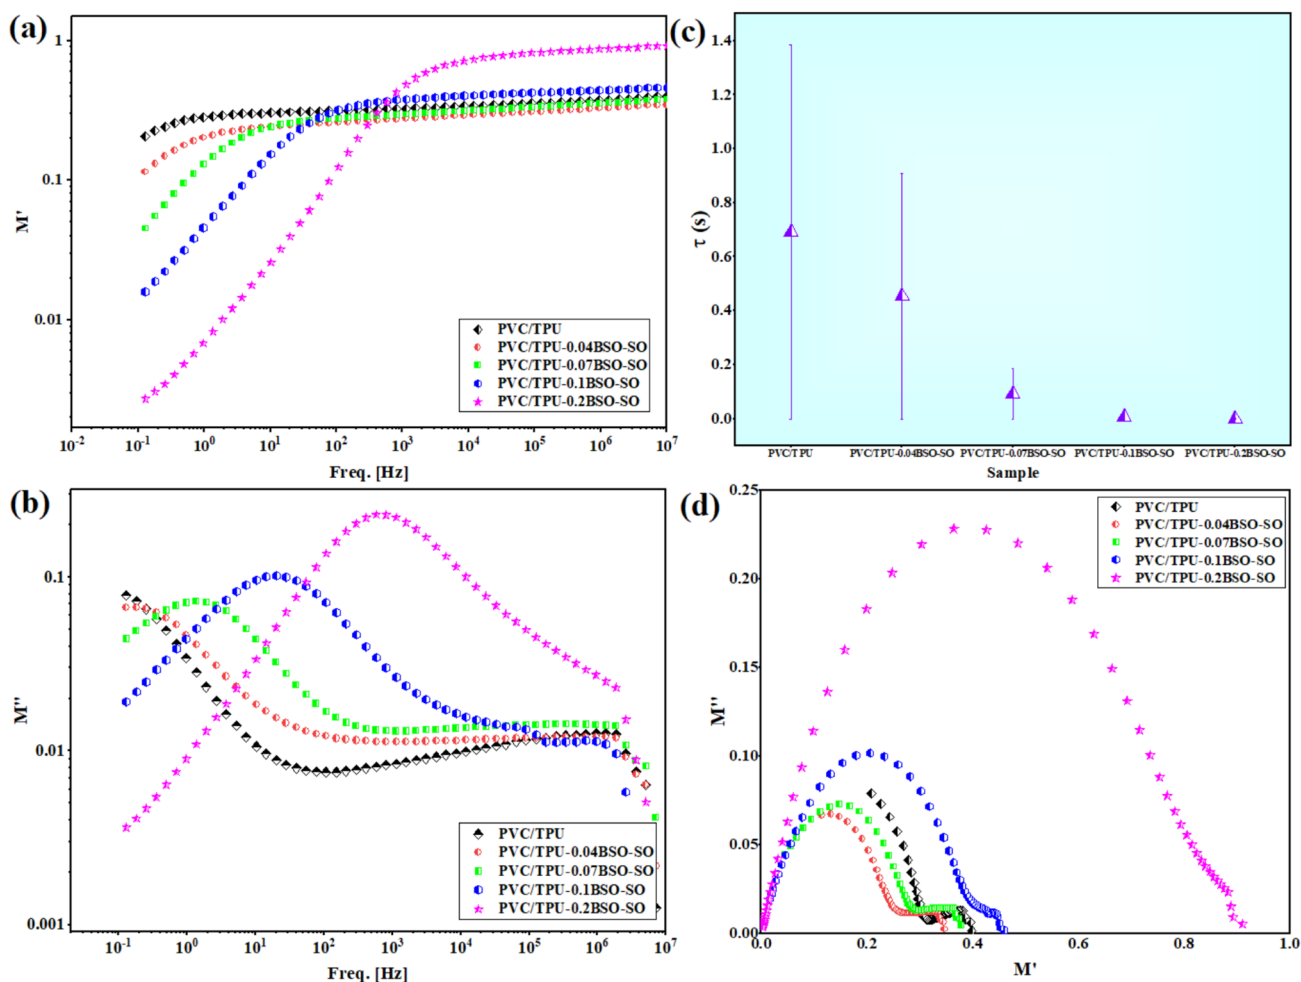 (a)
1
0.1
0.01
M'
10⁻² 10⁻¹ 10⁰ 10¹ 10² 10³ 10⁴ 10⁵ 10⁶ 10⁷
Freq. [Hz]
PVC/TPU
PVC/TPU-0.04BSO-SO
PVC/TPU-0.07BSO-SO
PVC/TPU-0.1BSO-SO
PVC/TPU-0.2BSO-SO
(c)
1.4
1.2
1.0
0.8
0.6
0.4
0.2
0.0
τ (s)
PVC/TPU PVC/TPU-0.04BSO-SO PVC/TPU-0.07BSO-SO PVC/TPU-0.1BSO-SO PVC/TPU-0.2BSO-SO
Sample
(b)
0.1
0.01
0.001
M''
10⁻¹ 10⁰ 10¹ 10² 10³ 10⁴ 10⁵ 10⁶ 10⁷
Freq. [Hz]
PVC/TPU
PVC/TPU-0.04BSO-SO
PVC/TPU-0.07BSO-SO
PVC/TPU-0.1BSO-SO
PVC/TPU-0.2BSO-SO
(d)
0.25
0.20
0.15
0.10
0.05
0.00
M''
0.0 0.2 0.4 0.6 0.8 1.0
M'
PVC/TPU
PVC/TPU-0.04BSO-SO
PVC/TPU-0.07BSO-SO
PVC/TPU-0.1BSO-SO
PVC/TPU-0.2BSO-SO